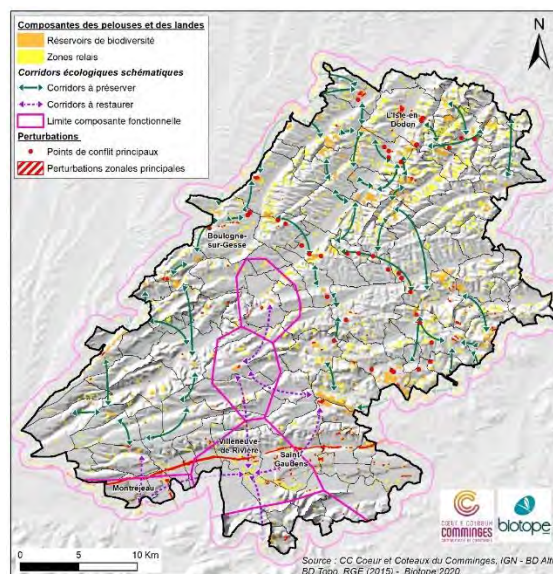 Composantes des pelouses et des landes
Réservoirs de biodiversité
Zones relais
Corridors écologiques schématiques
Corridors à préserver
Corridors à restaurer
Limite composante fonctionnelle
Perturbations
Points de conflit principaux
Perturbations zonales principales
N
L'Isle-en-
Dodon
Boulogne-
sur-Gesse
Villeneuve-
de-Rivière
Saint-
Gaudens
Montréjeau
0 5 10 Km
CŒUR & COTEAUX
COMMINGES
biotope
Source : CC Coeur et Coteaux du Comminges, IGN - BD Alti
BD Topo, RGE (2015) - Biotope 2020